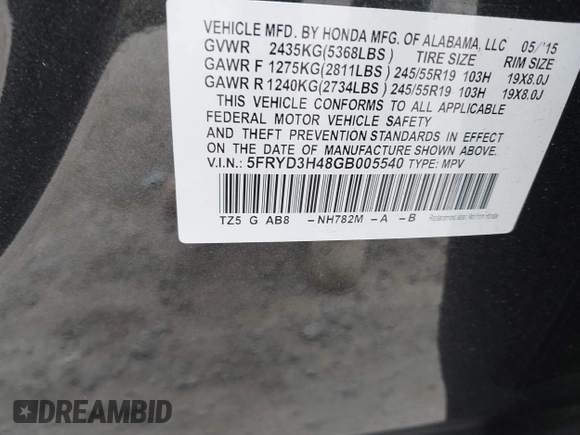 VEHICLE MFD. BY HONDA MFG. OF ALABAMA, LLC 05/'15
GVWR 2435KG(5368LBS) TIRE SIZE RIM SIZE
GAWR F 1275KG(2811LBS) 245/55R19 103H 19X8.0J
GAWR R 1240KG(2734LBS) 245/55R19 103H 19X8.0J
THIS VEHICLE CONFORMS TO ALL APPLICABLE
FEDERAL MOTOR VEHICLE SAFETY
AND THEFT PREVENTION STANDARDS IN EFFECT
ON THE DATE OF MANUFACTURE SHOWN ABOVE.
V.I.N.: 5FRYD3H48GB005540 TYPE: MPV
TZ5 G AB8 -NH782M -A -B
DREAMBID